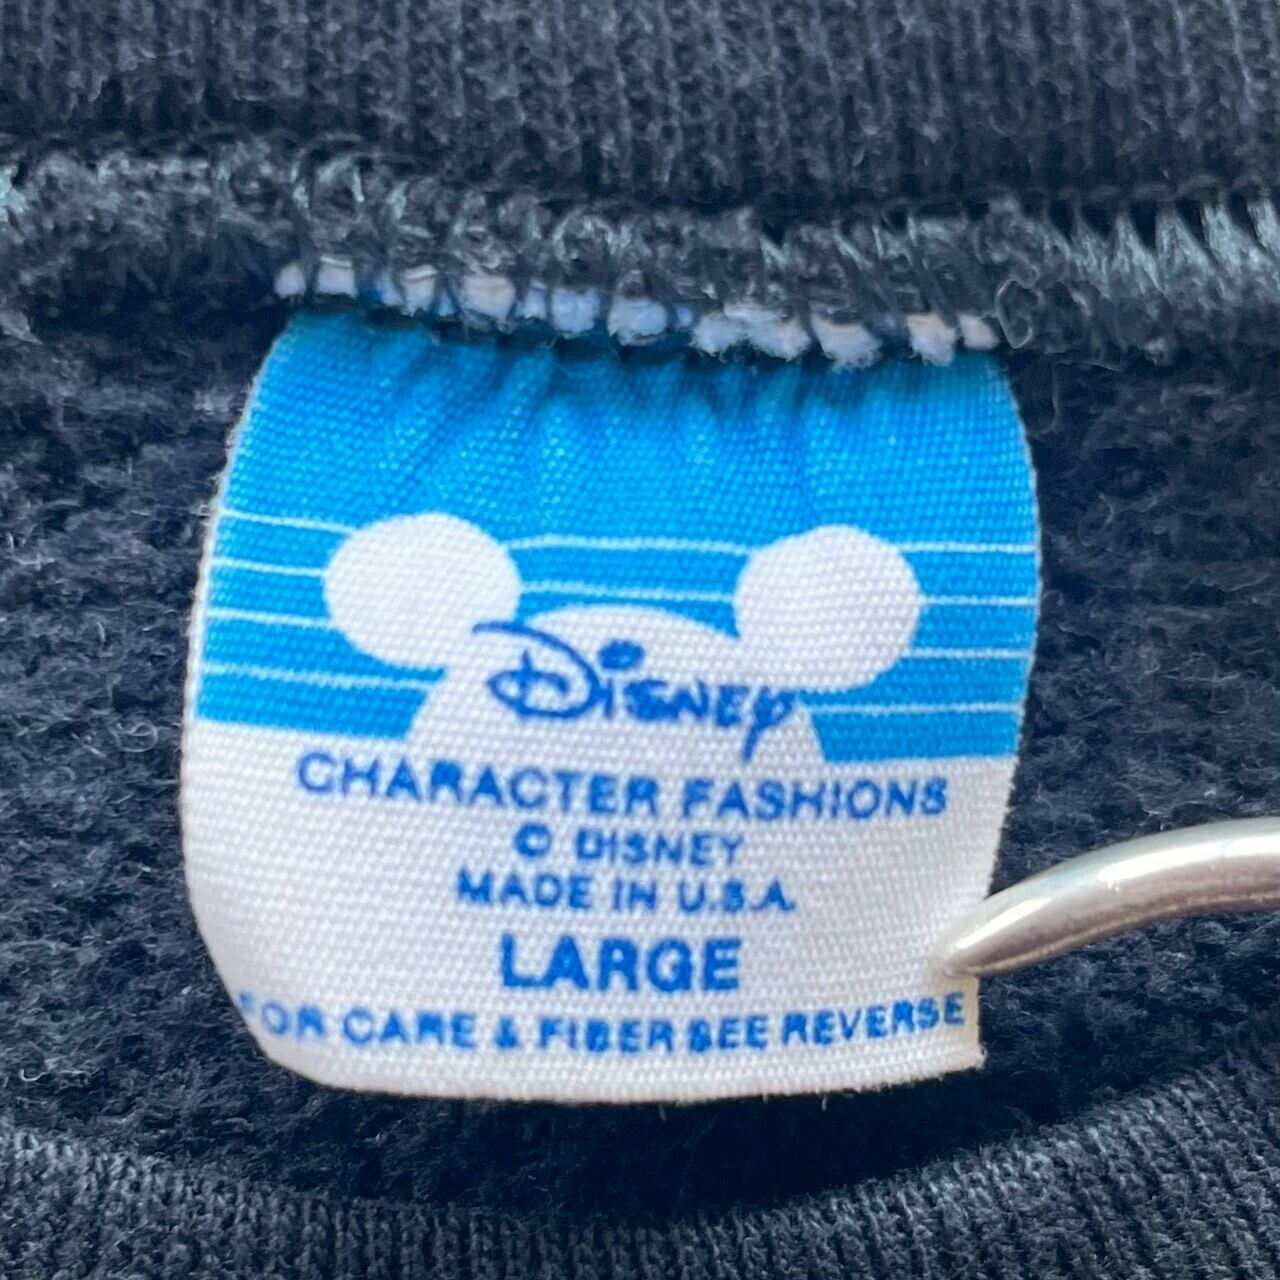 Disney
CHARACTER FASHIONS
© DISNEY
MADE IN U.S.A.
LARGE
FOR CARE & FIBER SEE REVERSE